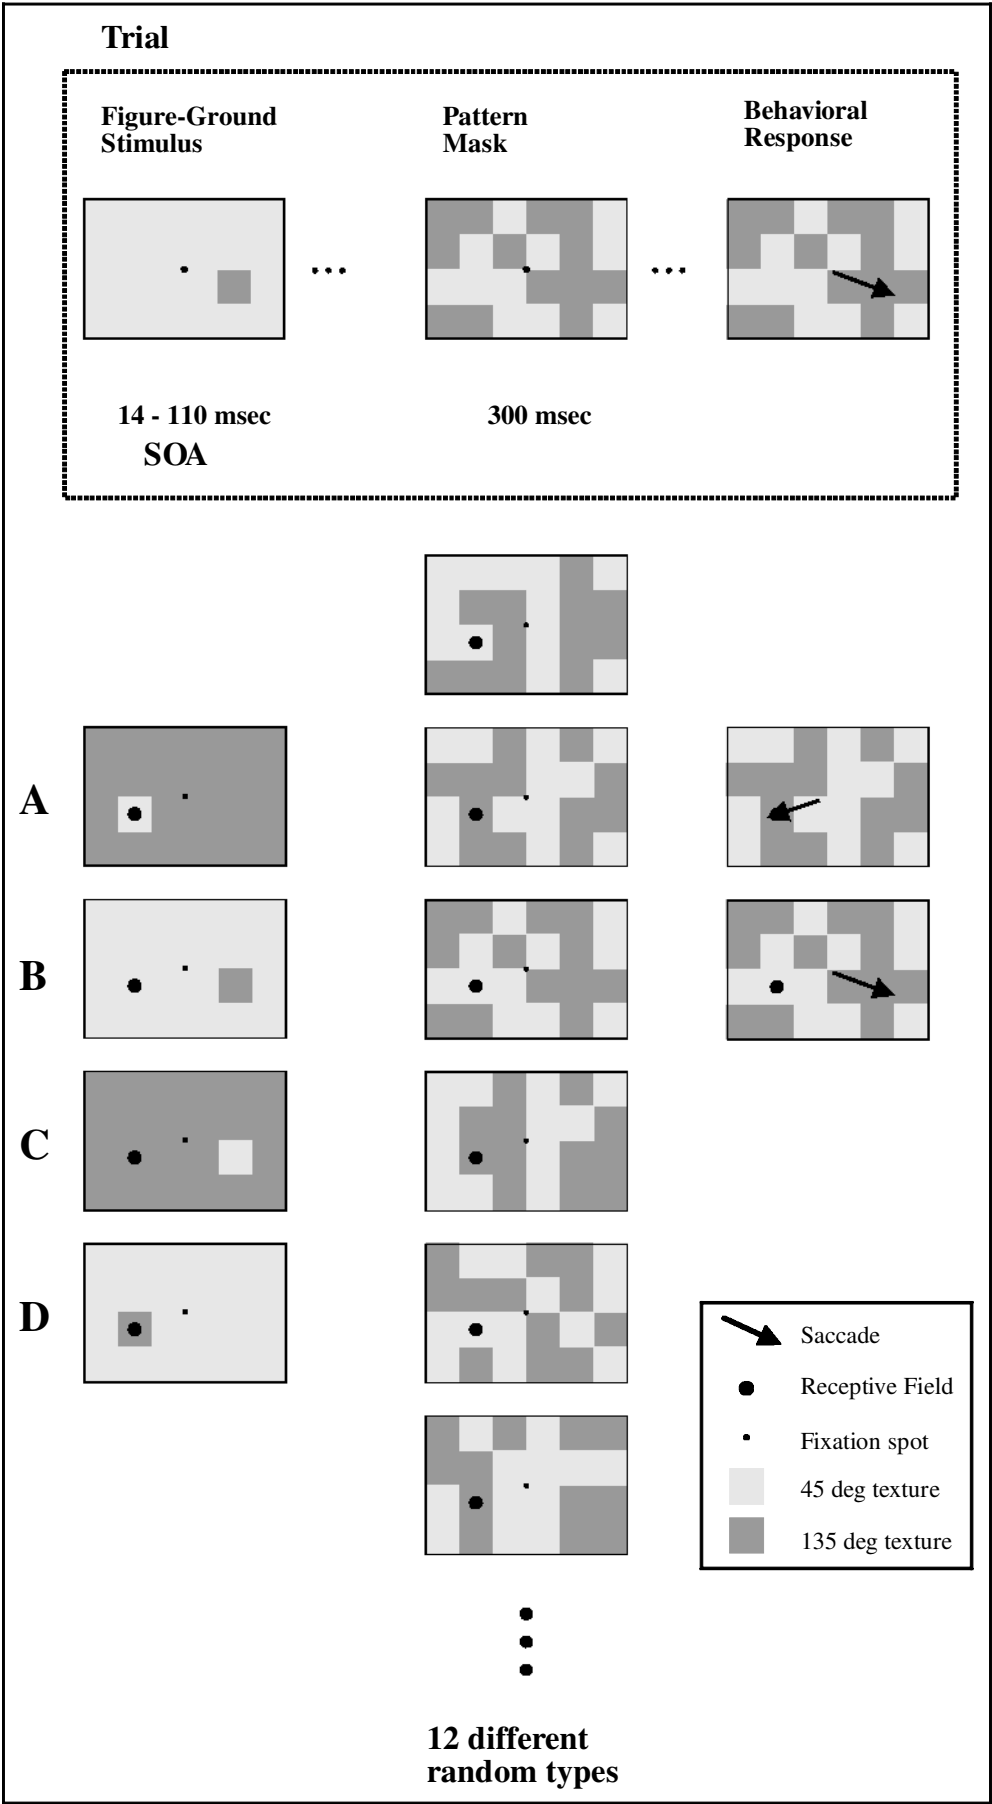 Trial
Figure-Ground
Stimulus
Pattern
Mask
Behavioral
Response
14 - 110 msec
SOA
300 msec
A
B
C
D
Saccade
Receptive Field
Fixation spot
45 deg texture
135 deg texture
12 different
random types